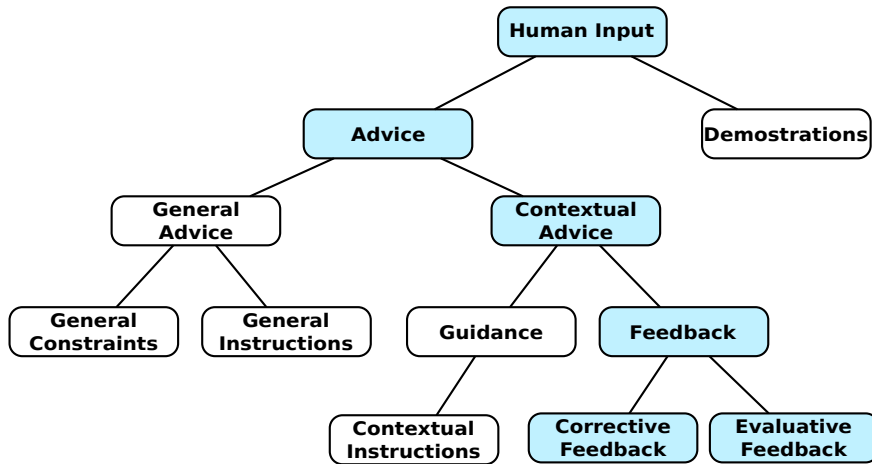 Human Input
Advice
Demostrations
General
Advice
Contextual
Advice
General
Constraints
General
Instructions
Guidance
Feedback
Contextual
Instructions
Corrective
Feedback
Evaluative
Feedback